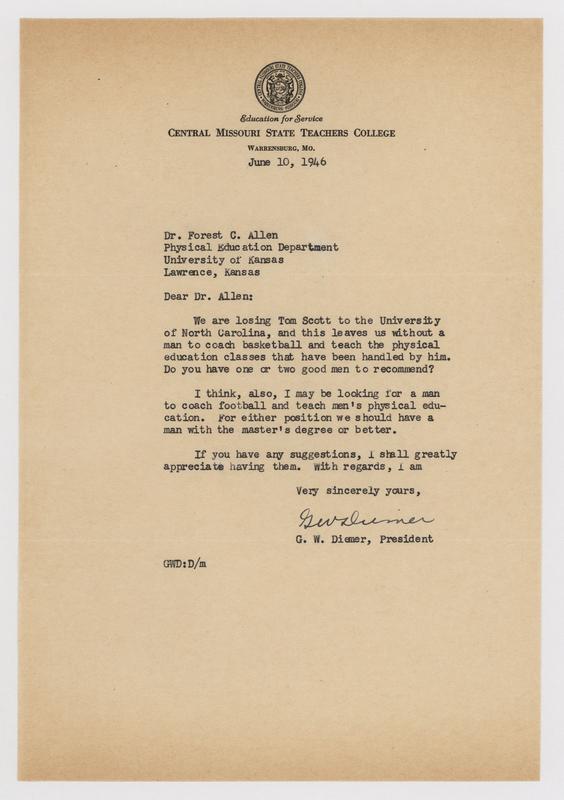 Education for Service
CENTRAL MISSOURI STATE TEACHERS COLLEGE
WARRENSBURG, MO.
June 10, 1946
Dr. Forest C. Allen
Physical Education Department
University of Kansas
Lawrence, Kansas
Dear Dr. Allen:
We are losing Tom Scott to the University
of North Carolina, and this leaves us without a
man to coach basketball and teach the physical
education classes that have been handled by him.
Do you have one or two good men to recommend?
I think, also, I may be looking for a man
to coach football and teach men's physical edu-
cation. For either position we should have a
man with the master's degree or better.
If you have any suggestions, I shall greatly
appreciate having them. With regards, I am
Very sincerely yours,
GWDiemer
G. W. Diemer, President
GWD:D/m